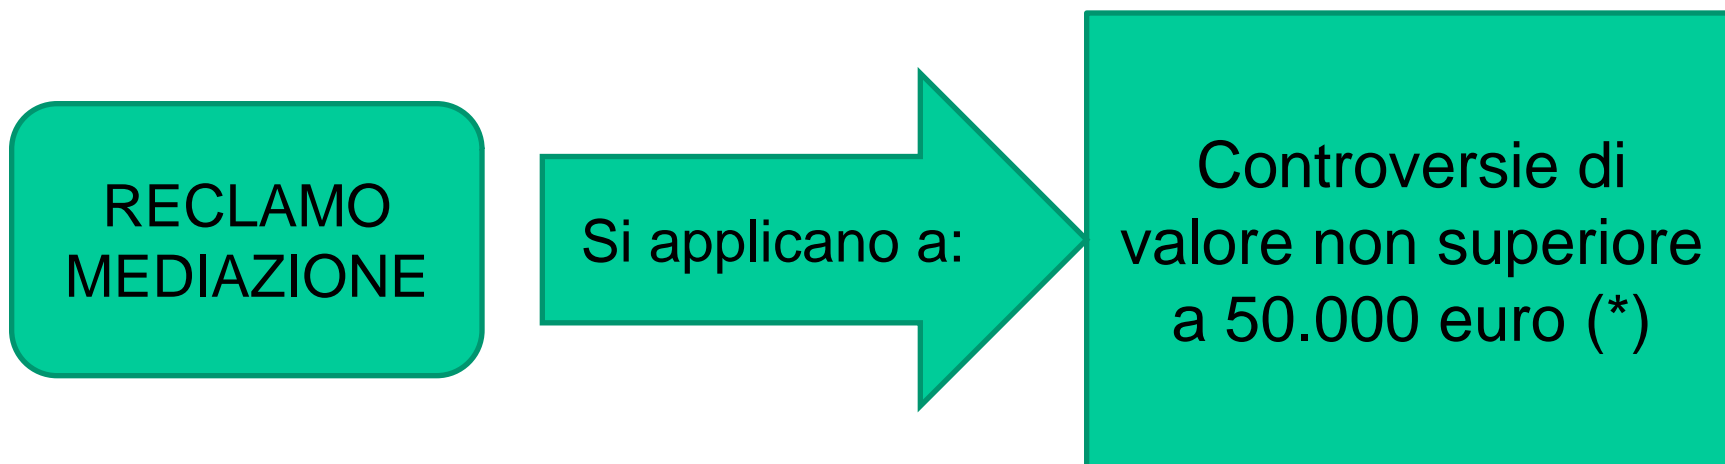 RECLAMO
MEDIAZIONE
Si applicano a:
Controversie di
valore non superiore
a 50.000 euro (*)